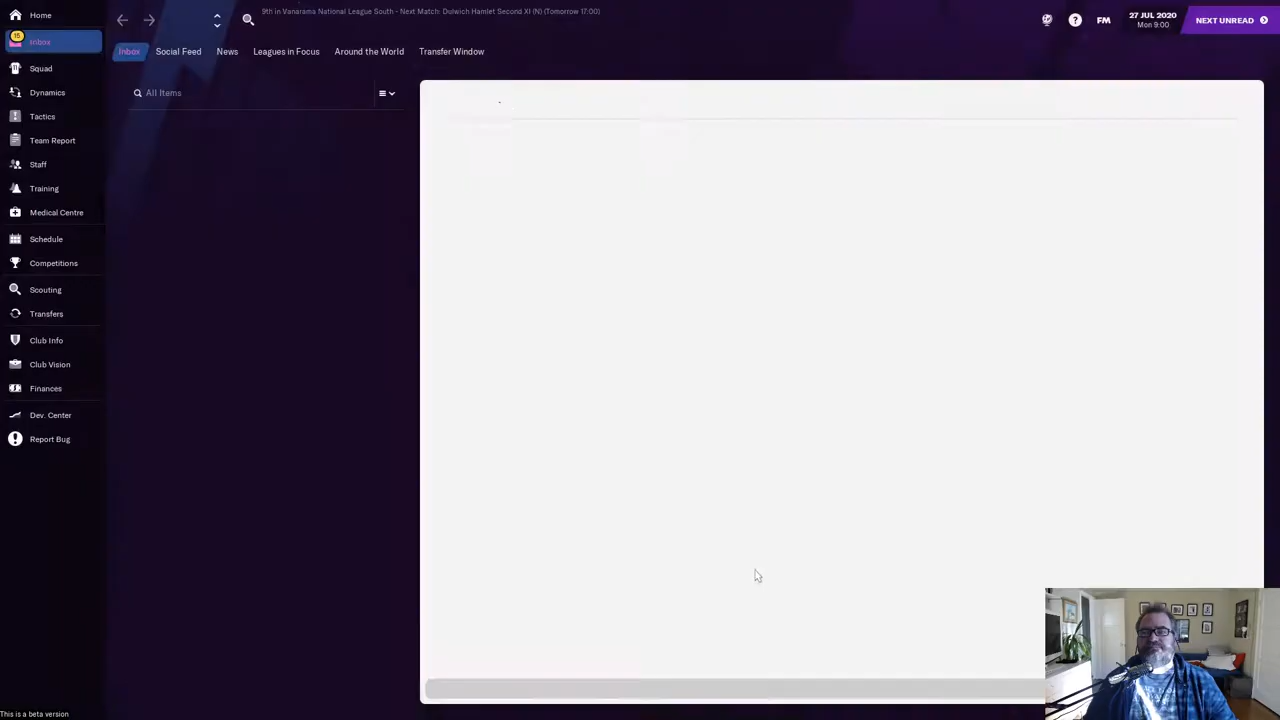 Home
9th in Vanarama National League South - Next Match: Dulwich Hamlet Second XI (N) (Tomorrow 17:00)
FM
27 JUL 2020
Mon 9:00
NEXT UNREAD
15
Inbox
Inbox
Social Feed
News
Leagues in Focus
Around the World
Transfer Window
All Items
Squad
Dynamics
Tactics
Team Report
Staff
Training
Medical Centre
Schedule
Competitions
Scouting
Transfers
Club Info
Club Vision
Finances
Dev. Center
Report Bug
This is a beta version